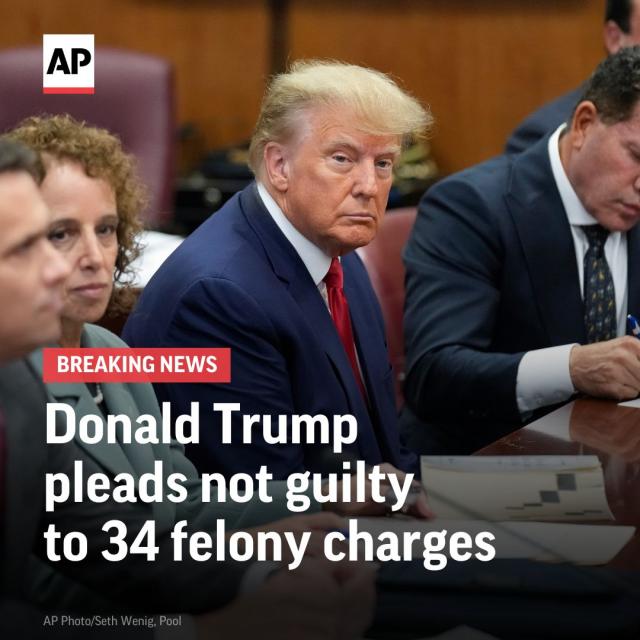 AP
BREAKING NEWS
Donald Trump
pleads not guilty
to 34 felony charges
AP Photo/Seth Wenig, Pool